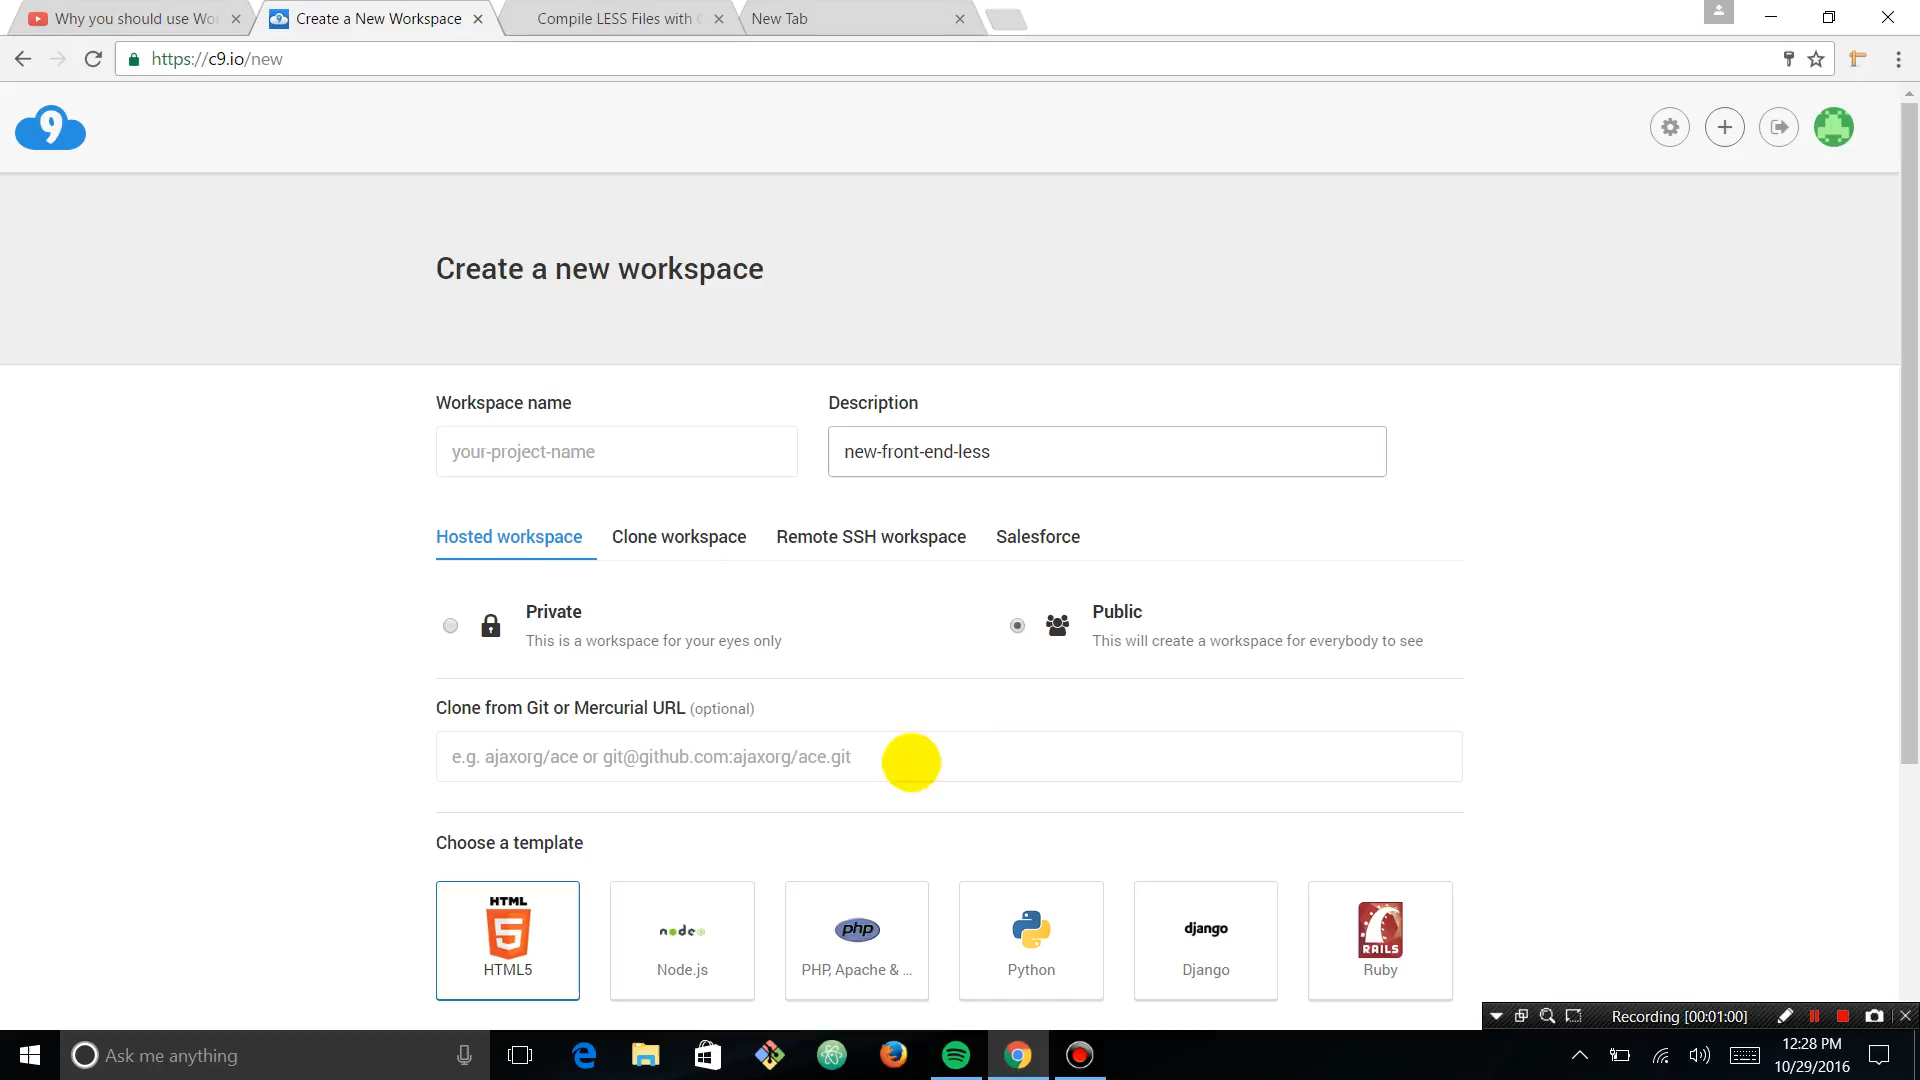 Why you should use Wo
Create a New Workspace
Compile LESS Files with
New Tab
https://c9.io/new
9
Create a new workspace
Workspace name
Description
your-project-name
new-front-end-less
Hosted workspace
Clone workspace
Remote SSH workspace
Salesforce
Private
This is a workspace for your eyes only
Public
This will create a workspace for everybody to see
Clone from Git or Mercurial URL (optional)
e.g. ajaxorg/ace or git@github.com:ajaxorg/ace.git
Choose a template
HTML
5
HTML5
node
Node.js
php
PHP, Apache & ...
Python
django
Django
RAILS
Ruby
Recording [00:01:00]
Ask me anything
12:28 PM
10/29/2016